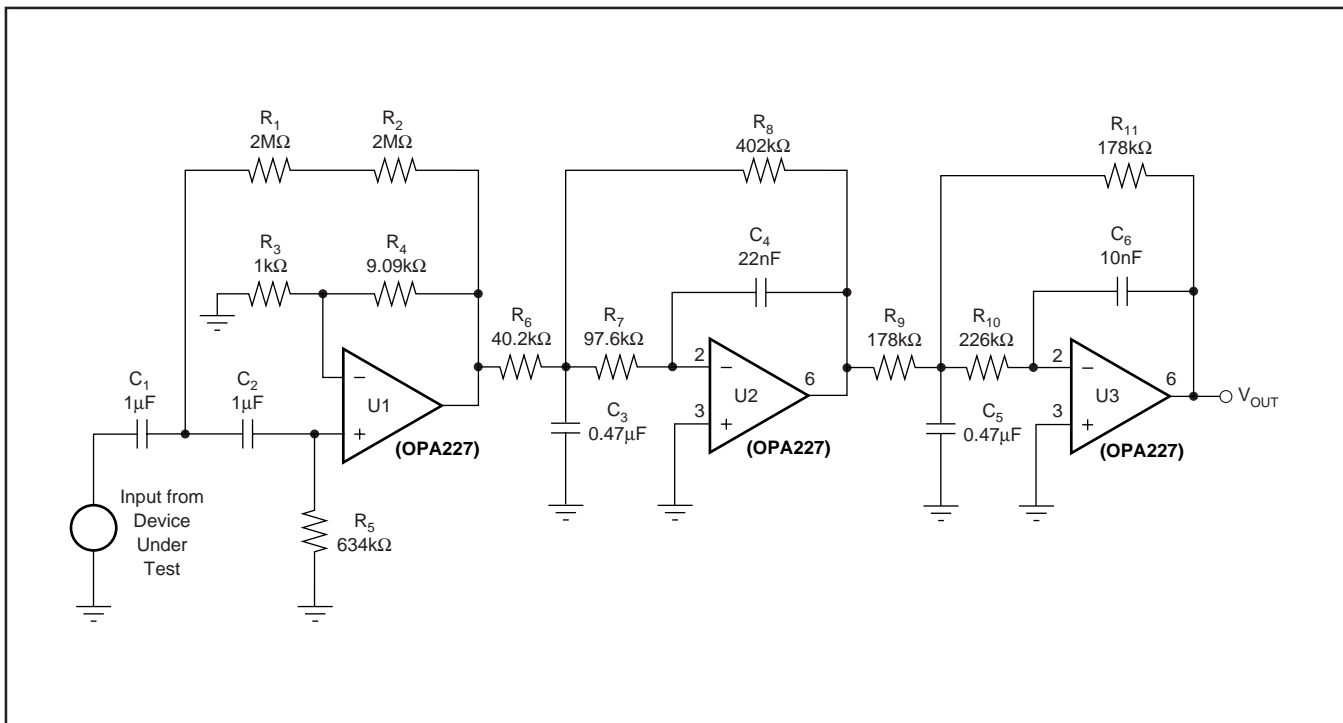 R1
2MΩ
R2
2MΩ
R8
402kΩ
R11
178kΩ
R3
1kΩ
R4
9.09kΩ
C4
22nF
C6
10nF
R6
40.2kΩ
R7
97.6kΩ
R9
178kΩ
R10
226kΩ
C1
1μF
C2
1μF
U1
(OPA227)
2
3
6
U2
(OPA227)
C3
0.47μF
2
3
6
U3
(OPA227)
C5
0.47μF
VOUT
Input from
Device
Under
Test
R5
634kΩ